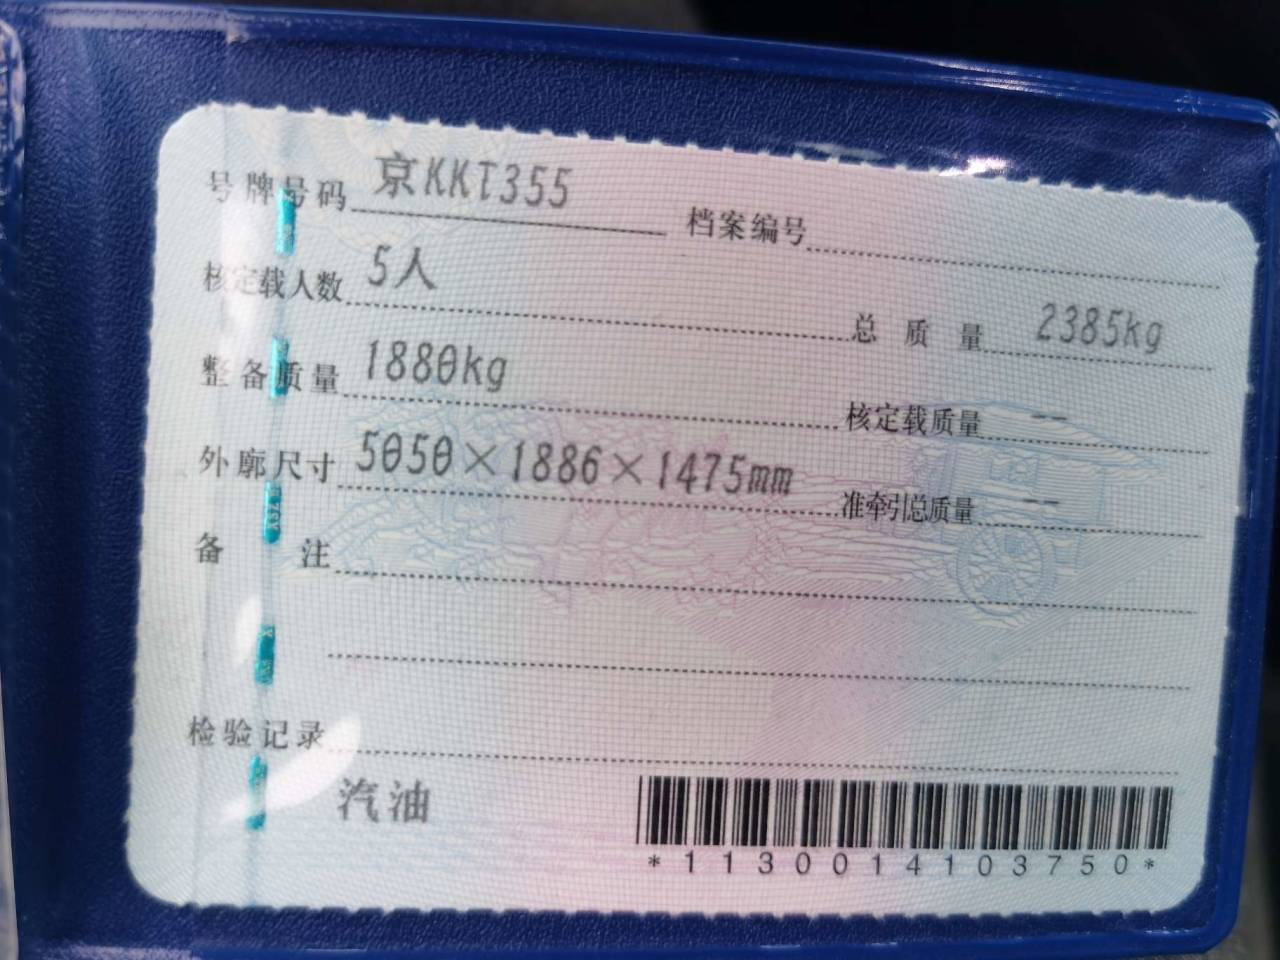 号牌号码 京KKT355 档案编号
核定载人数 5人 总质量 2385kg
整备质量 1880kg 核定载质量 --
外廓尺寸 5050×1886×1475mm 准牵引总质量 --
备注
检验记录
汽油
*1130014103750*